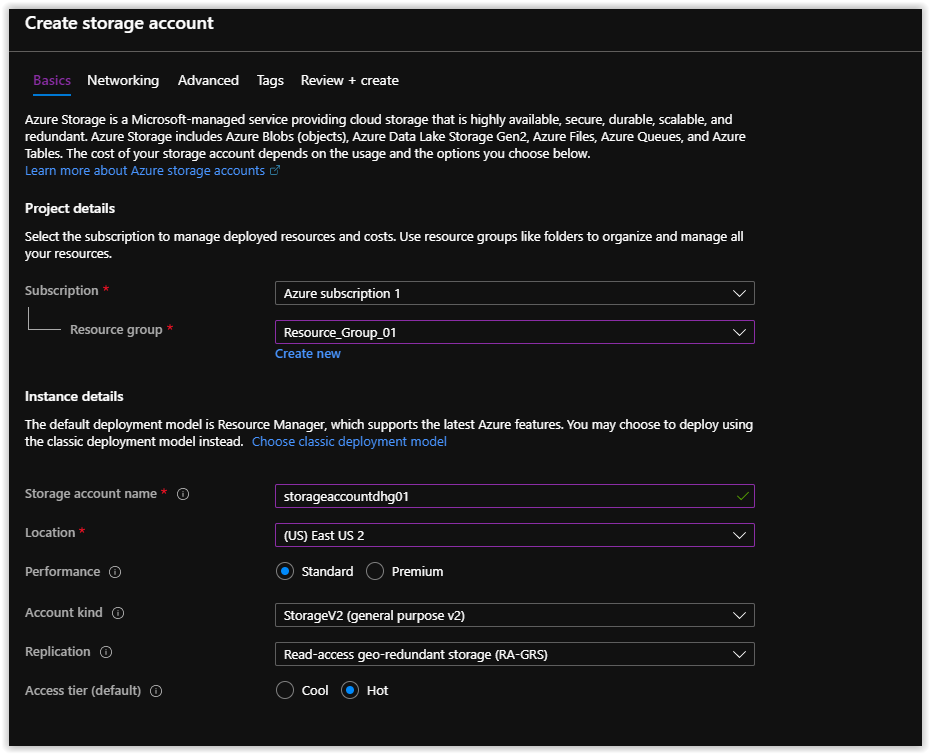 Create storage account
Basics Networking Advanced Tags Review + create
Azure Storage is a Microsoft-managed service providing cloud storage that is highly available, secure, durable, scalable, and
redundant. Azure Storage includes Azure Blobs (objects), Azure Data Lake Storage Gen2, Azure Files, Azure Queues, and Azure
Tables. The cost of your storage account depends on the usage and the options you choose below.
Learn more about Azure storage accounts
Project details
Select the subscription to manage deployed resources and costs. Use resource groups like folders to organize and manage all
your resources.
Subscription * Azure subscription 1
Resource group * Resource_Group_01
Create new
Instance details
The default deployment model is Resource Manager, which supports the latest Azure features. You may choose to deploy using
the classic deployment model instead. Choose classic deployment model
Storage account name * storageaccountdhg01
Location * (US) East US 2
Performance Standard Premium
Account kind StorageV2 (general purpose v2)
Replication Read-access geo-redundant storage (RA-GRS)
Access tier (default) Cool Hot